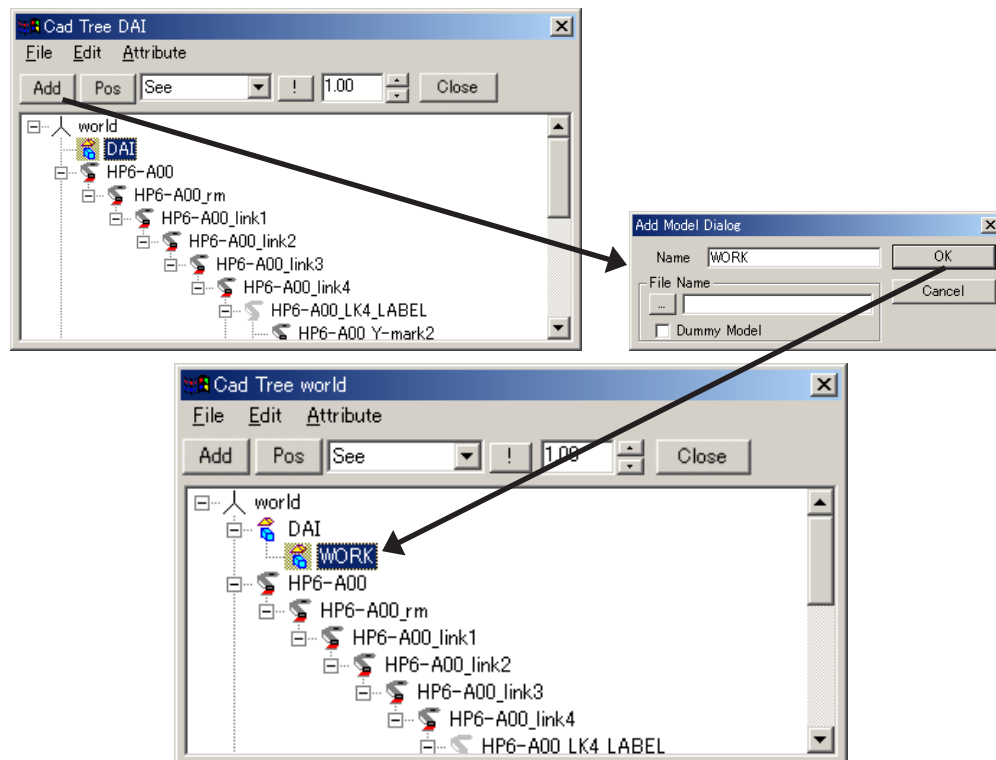 Cad Tree DAI
File Edit Attribute
Add Pos See ! 1.00 Close
world
DAI
HP6-A00
HP6-A00_rm
HP6-A00_link1
HP6-A00_link2
HP6-A00_link3
HP6-A00_link4
HP6-A00_LK4_LABEL
HP6-A00 Y-mark2
Add Model Dialog
Name WORK OK
File Name Cancel
...
Dummy Model
Cad Tree world
File Edit Attribute
Add Pos See ! 1.00 Close
world
DAI
WORK
HP6-A00
HP6-A00_rm
HP6-A00_link1
HP6-A00_link2
HP6-A00_link3
HP6-A00_link4
HP6-A00 LK4 LABEL